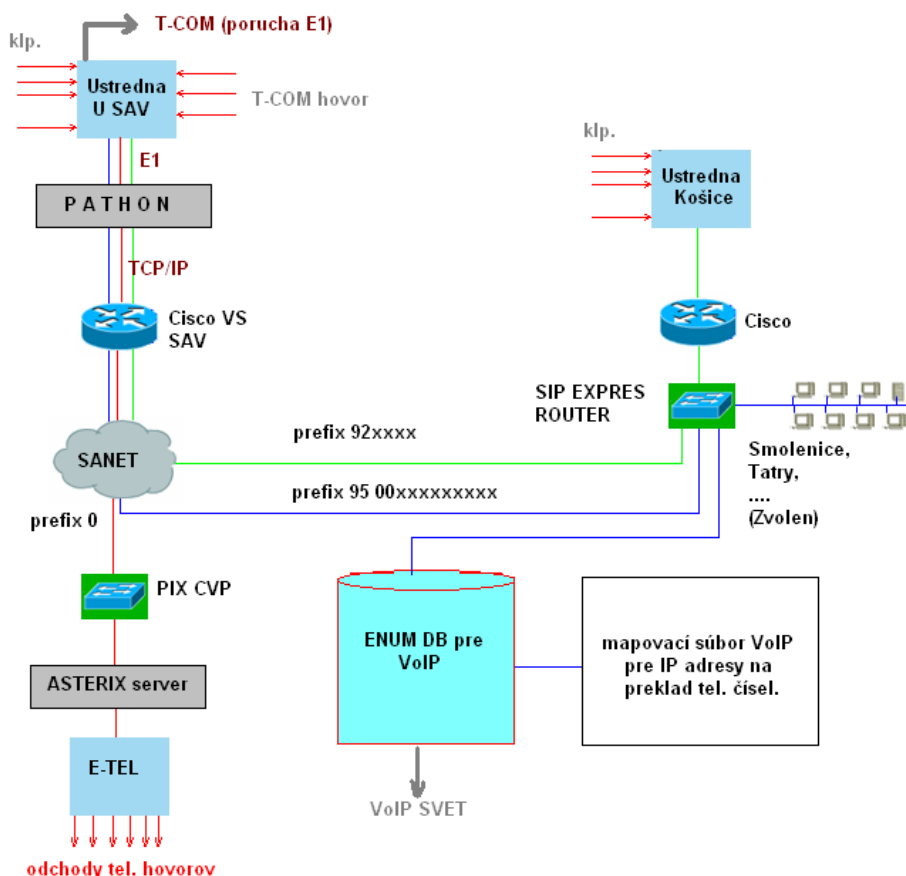 T-COM (porucha E1)
klp.
Ustredna
U SAV
T-COM hovor
E1
klp.
Ustredna
Košice
P A T H O N
TCP/IP
Cisco VS
SAV
Cisco
SIP EXPRES
ROUTER
prefix 92xxxx
SANET
Smolenice,
Tatry,
....
(Zvolen)
prefix 95 00xxxxxxxxx
prefix 0
PIX CVP
ENUM DB pre
VoIP
mapovací súbor VoIP
pre IP adresy na
preklad tel. čísel.
ASTERIX server
E-TEL
VoIP SVET
odchody tel. hovorov